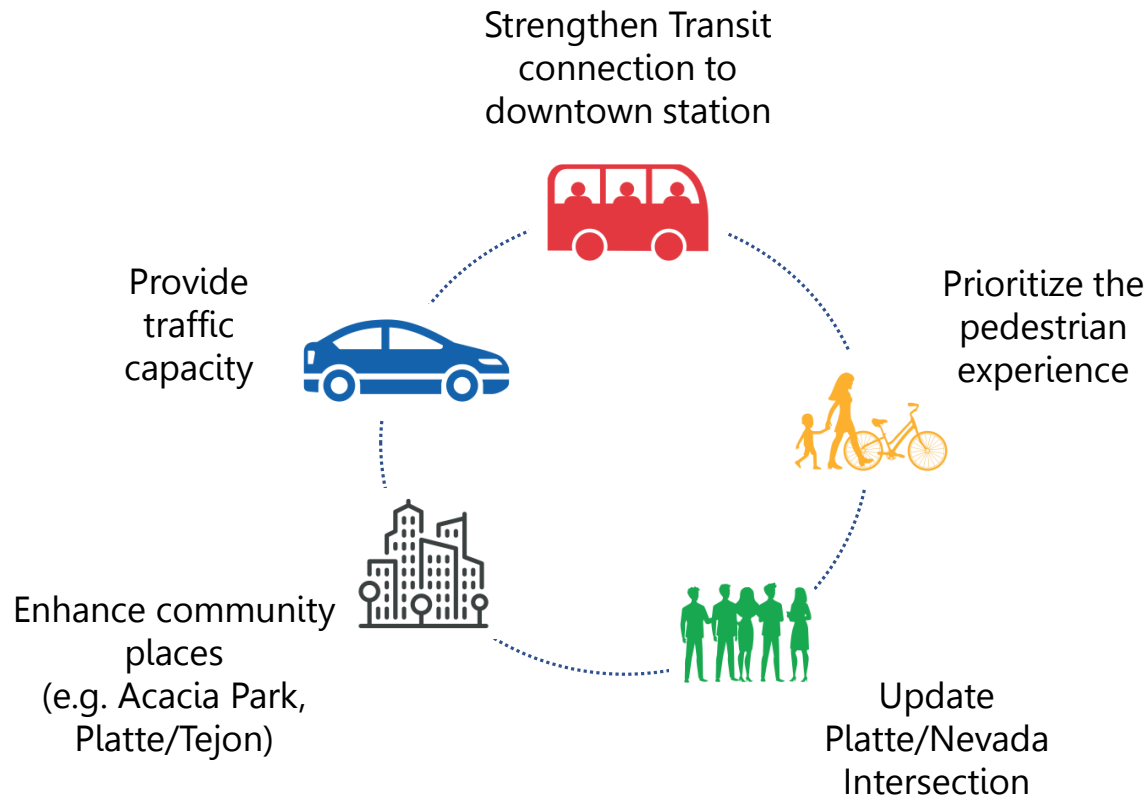 Strengthen Transit
connection to
downtown station
Provide
traffic
capacity
Prioritize the
pedestrian
experience
Enhance community
places
(e.g. Acacia Park,
Platte/Tejon)
Update
Platte/Nevada
Intersection